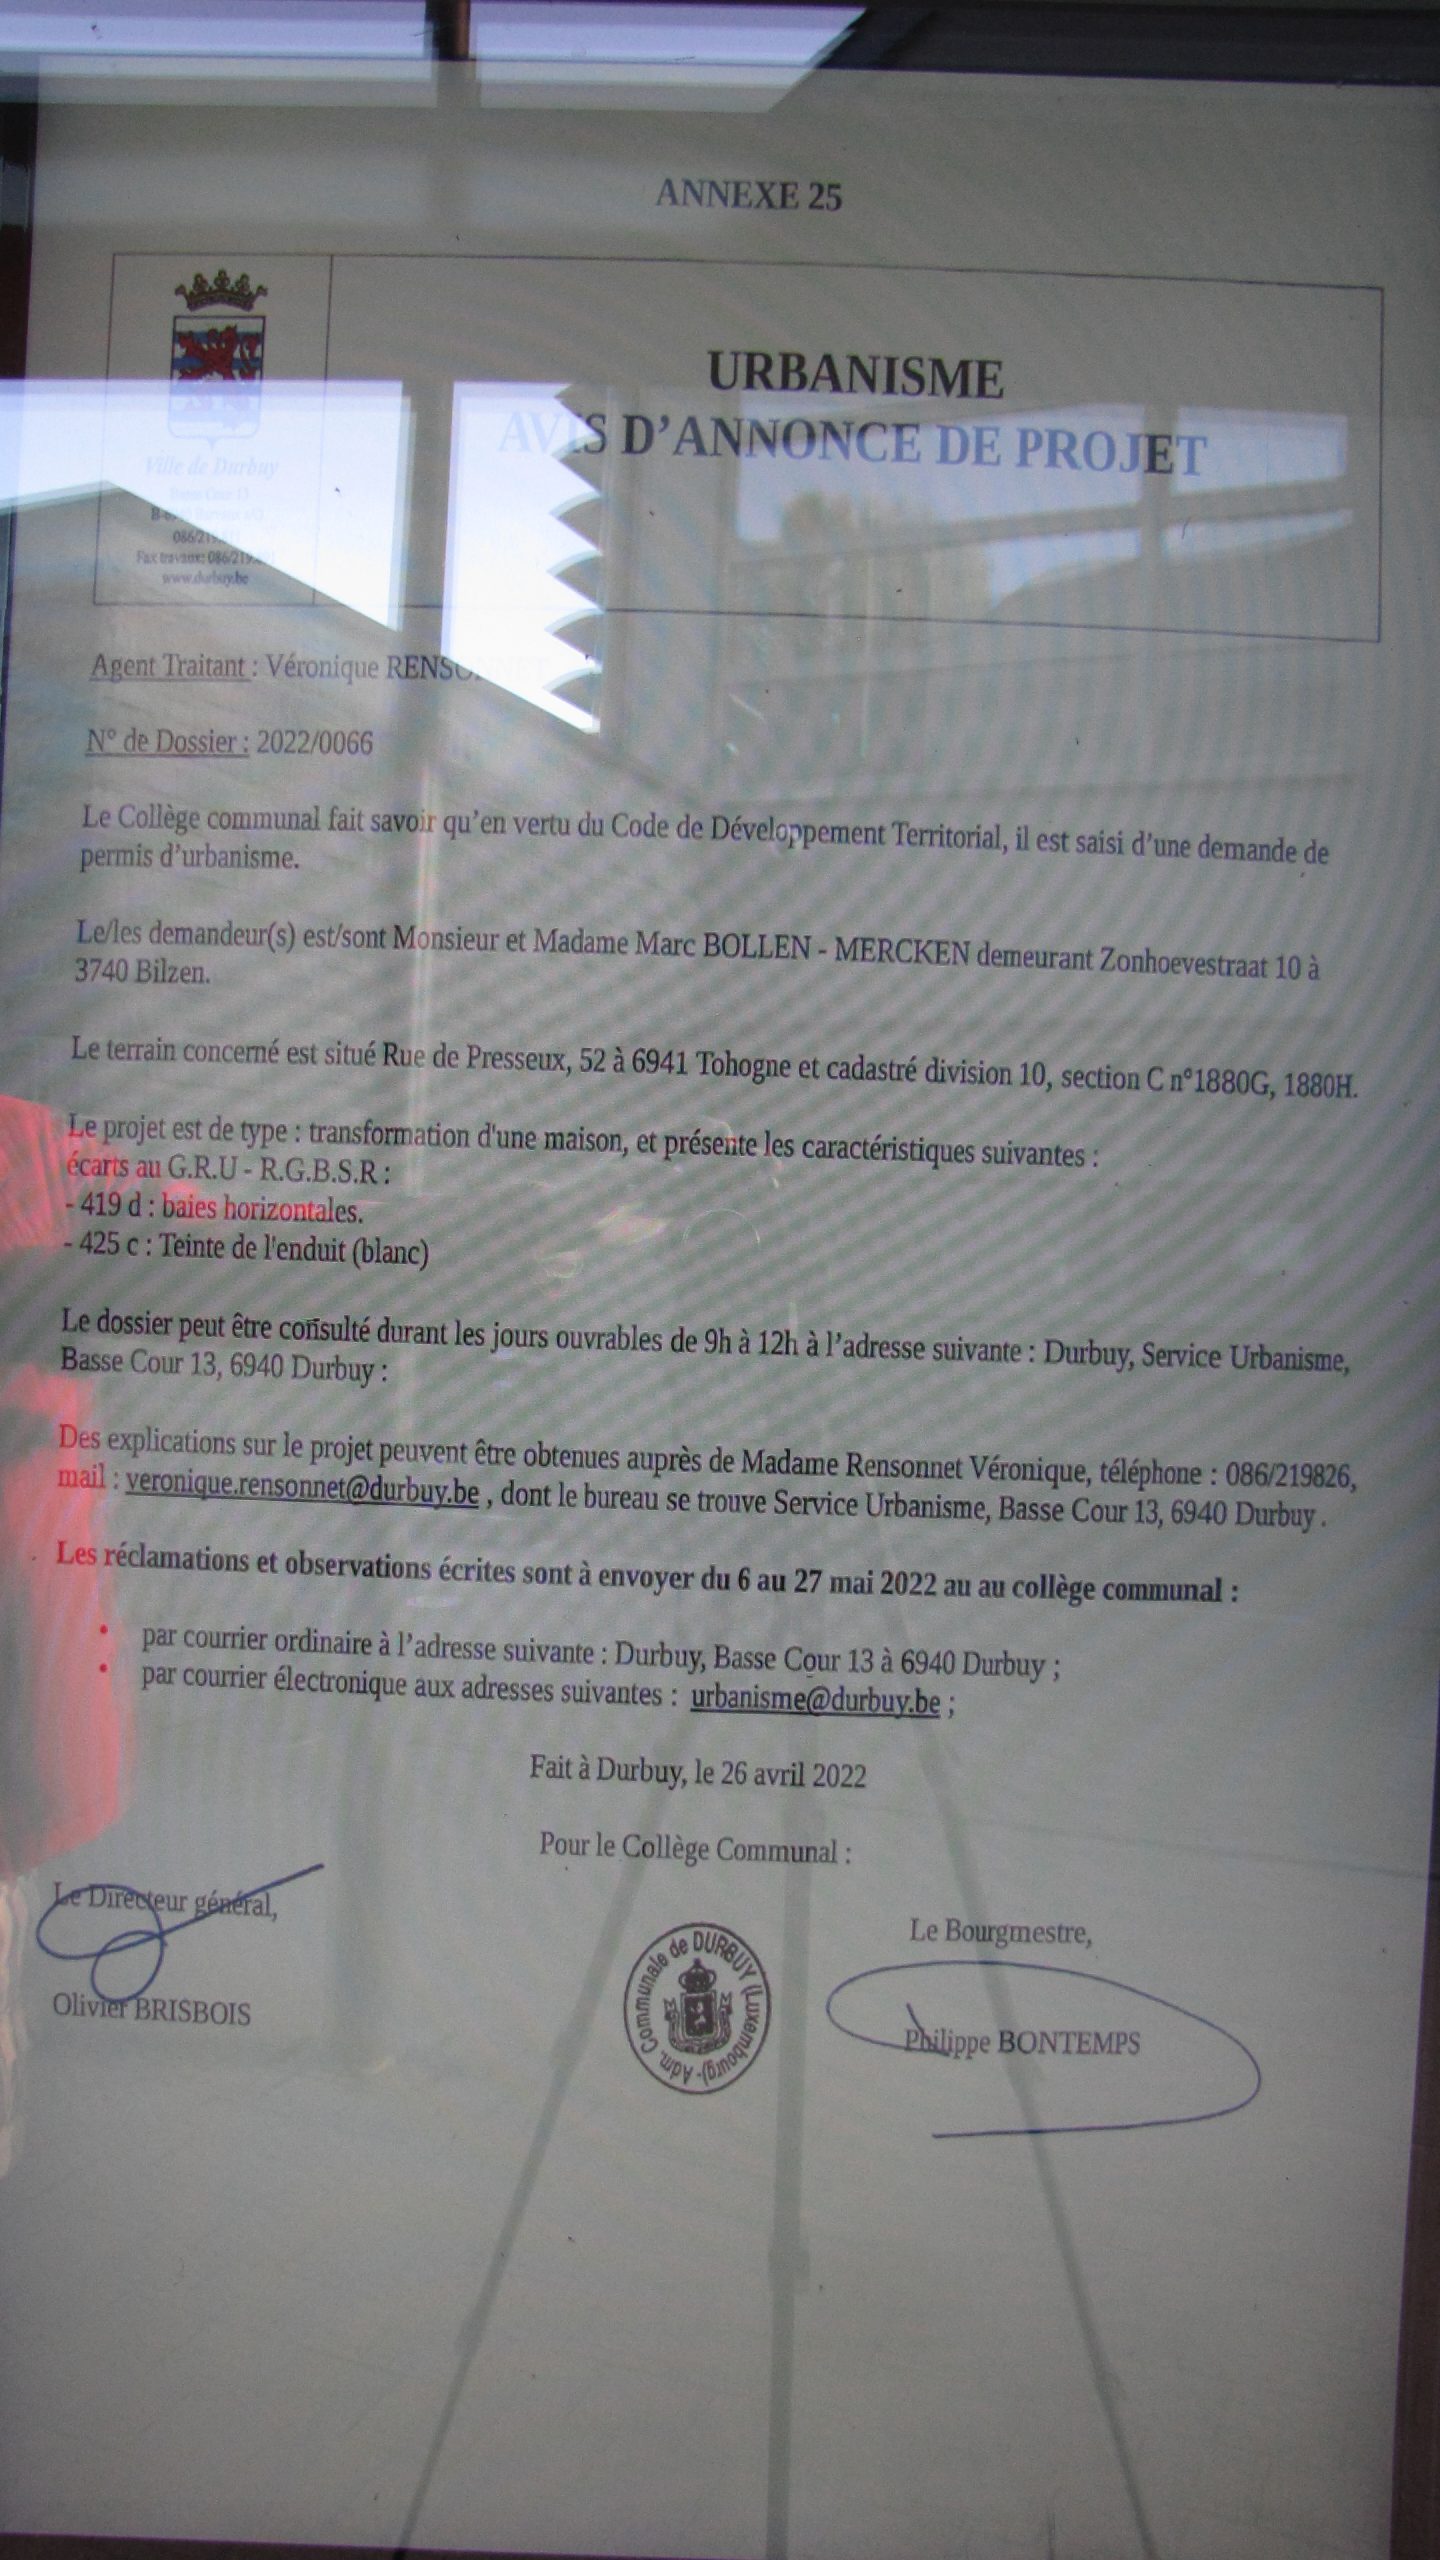 ANNEXE 25
URBANISME
AVIS D'ANNONCE DE PROJET
Ville de Durbuy
Basse Cour 13
086/219
Fax travaux: 086/219
www.durbuy.be
Agent Traitant : Véronique RENSONNET
N° de Dossier : 2022/0066
Le Collège communal fait savoir qu'en vertu du Code de Développement Territorial, il est saisi d'une demande de
permis d'urbanisme.
Le/les demandeur(s) est/sont Monsieur et Madame Marc BOLLEN - MERCKEN demeurant Zonhoevestraat 10 à
3740 Bilzen.
Le terrain concerné est situé Rue de Presseux, 52 à 6941 Tohogne et cadastré division 10, section C n°1880G, 1880H.
Le projet est de type : transformation d'une maison, et présente les caractéristiques suivantes :
écarts au G.R.U - R.G.B.S.R :
- 419 d : baies horizontales.
- 425 c : Teinte de l'enduit (blanc)
Le dossier peut être consulté durant les jours ouvrables de 9h à 12h à l'adresse suivante : Durbuy, Service Urbanisme,
Basse Cour 13, 6940 Durbuy :
Des explications sur le projet peuvent être obtenues auprès de Madame Rensonnet Véronique, téléphone : 086/219826,
mail : veronique.rensonnet@durbuy.be , dont le bureau se trouve Service Urbanisme, Basse Cour 13, 6940 Durbuy .
Les réclamations et observations écrites sont à envoyer du 6 au 27 mai 2022 au au collège communal :
• par courrier ordinaire à l'adresse suivante : Durbuy, Basse Cour 13 à 6940 Durbuy ;
• par courrier électronique aux adresses suivantes : urbanisme@durbuy.be ;
Fait à Durbuy, le 26 avril 2022
Pour le Collège Communal :
Le Directeur général,
Le Bourgmestre,
Adm. Communale de DURBUY (Luxembourg)-
Olivier BRISBOIS
Philippe BONTEMPS